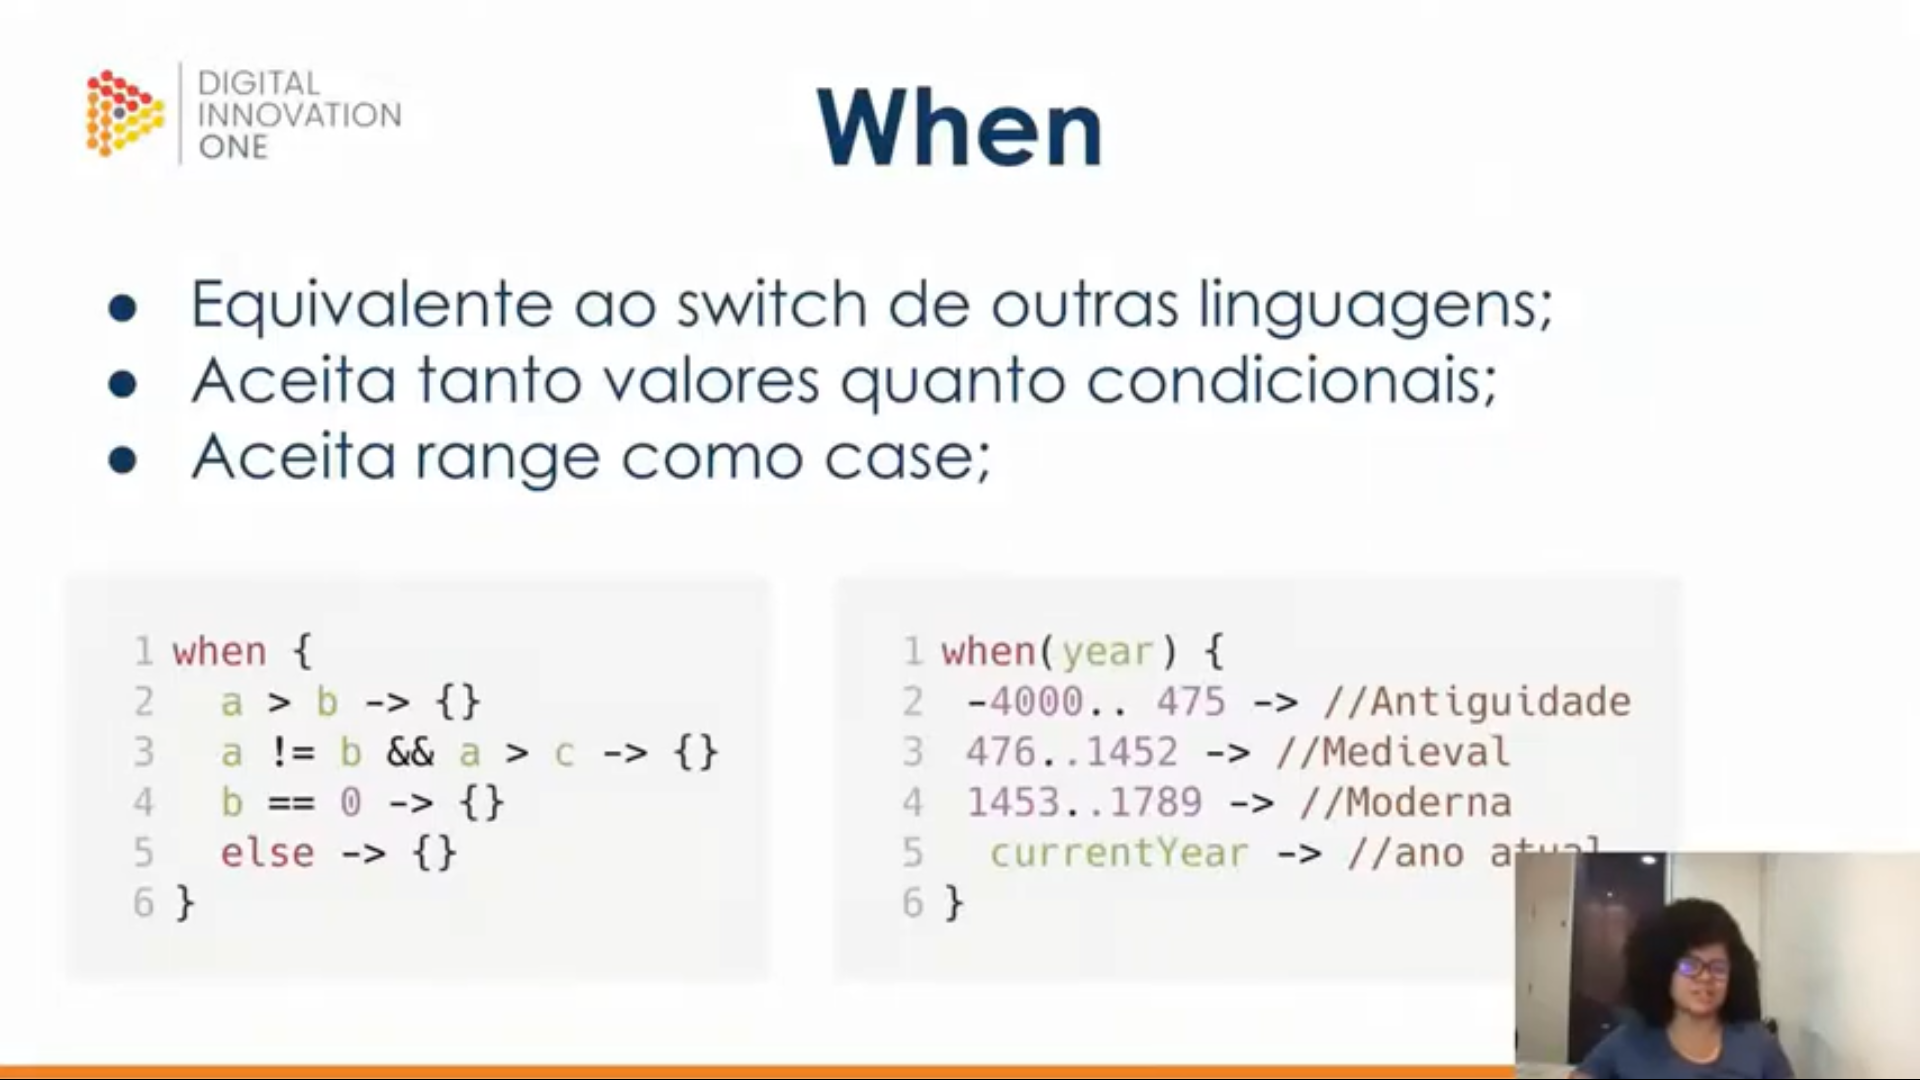 DIGITAL
INNOVATION
ONE
When
● Equivalente ao switch de outras linguagens;
● Aceita tanto valores quanto condicionais;
● Aceita range como case;
1 when {
2   a > b -> {}
3   a != b && a > c -> {}
4   b == 0 -> {}
5   else -> {}
6 }
1 when(year) {
2  -4000.. 475 -> //Antiguidade
3  476..1452 -> //Medieval
4  1453..1789 -> //Moderna
5   currentYear -> //ano atual
6 }